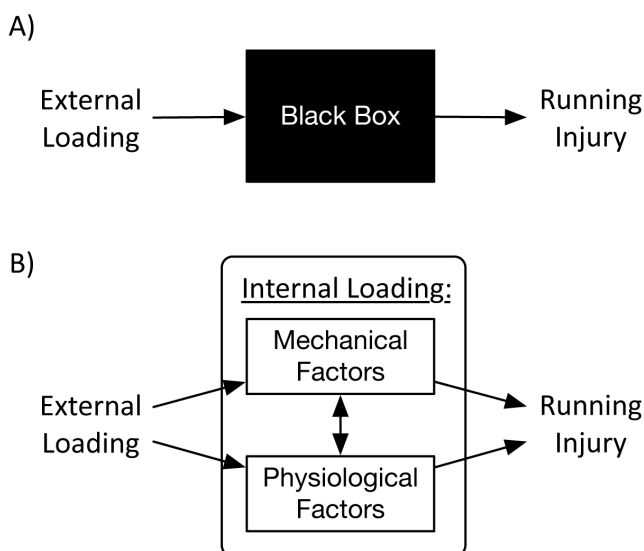 A)
External
Loading
Black Box
Running
Injury
B)
Internal Loading:
Mechanical
Factors
External
Loading
Running
Injury
Physiological
Factors